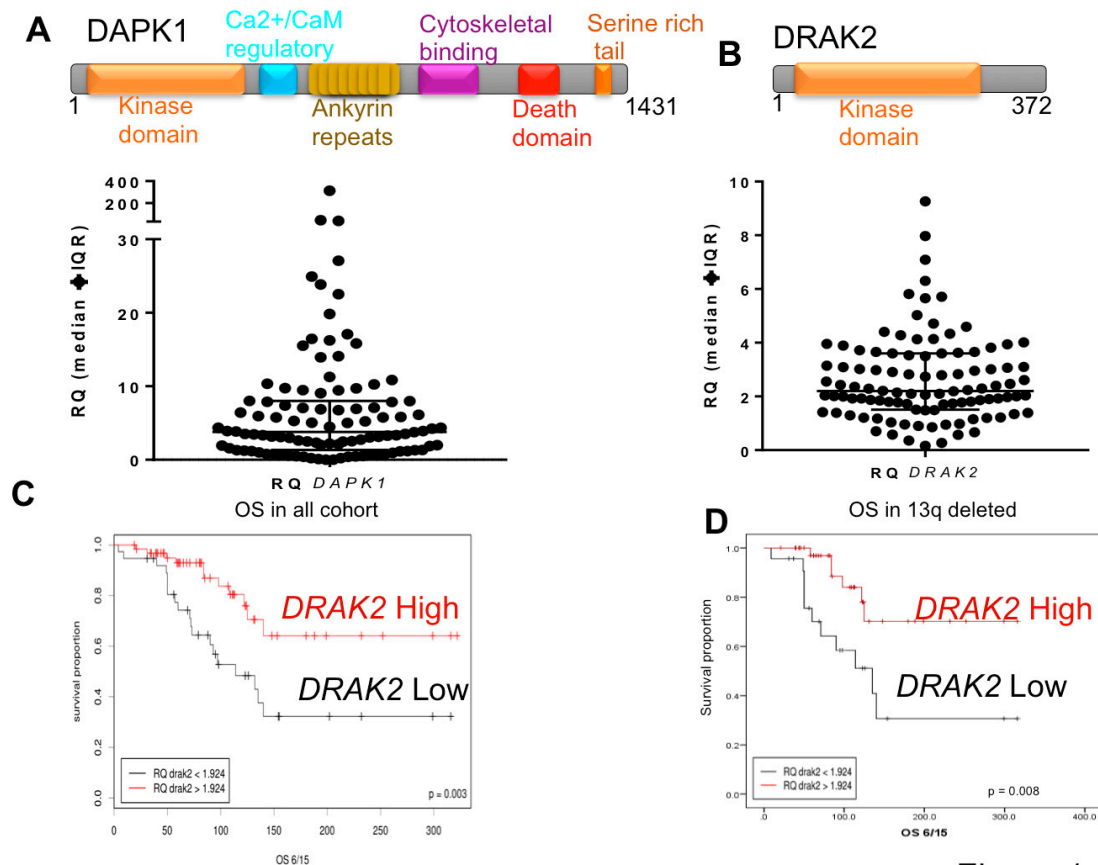 A
DAPK1
Ca2+/CaM
regulatory
Cytoskeletal
binding
Serine rich
tail
1
Kinase
domain
Ankyrin
repeats
Death
domain
1431
RQ (median IQR)
400
200
30
20
10
0
RQ DAPK1
B
DRAK2
1
Kinase
domain
372
RQ (median IQR)
10
8
6
4
2
0
RQ DRAK2
C
OS in all cohort
survival proportion
1.0
0.8
0.6
0.4
0.2
0.0
DRAK2 High
DRAK2 Low
RQ drak2 < 1.924
RQ drak2 > 1.924
p = 0.003
0 50 100 150 200 250 300
OS 6/15
D
OS in 13q deleted
Survival proportion
1.0
0.8
0.6
0.4
0.2
0.0
DRAK2 High
DRAK2 Low
RQ drak2 < 1.924
RQ drak2 > 1.924
p = 0.008
.0 100.0 200.0 300.0 400.0
OS 6/15